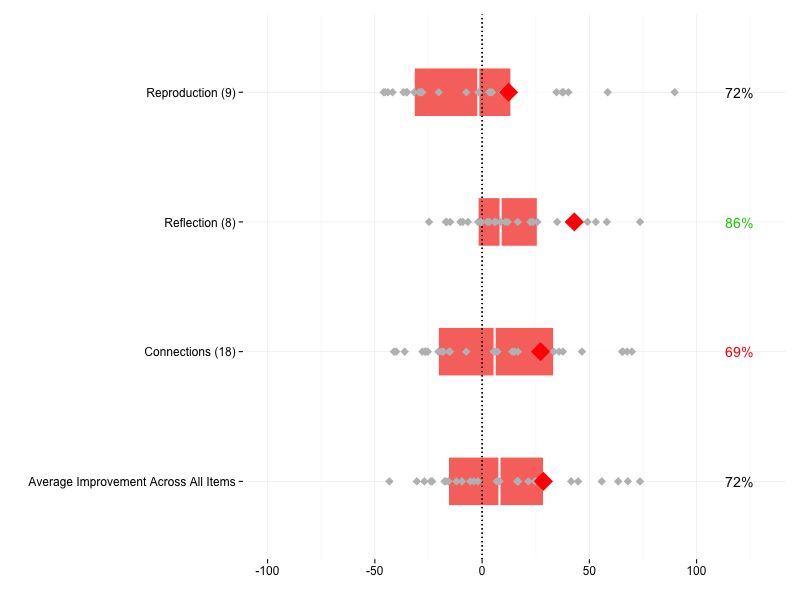 Reproduction (9)
72%
Reflection (8)
86%
Connections (18)
69%
Average Improvement Across All Items
72%
-100 -50 0 50 100